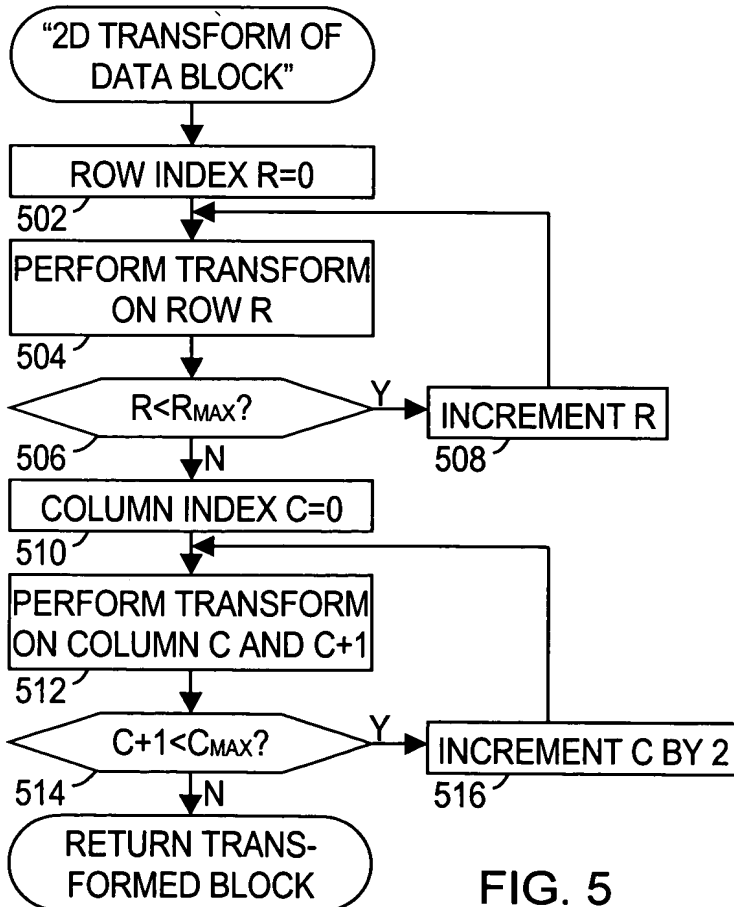 “2D TRANSFORM OF
DATA BLOCK”
ROW INDEX R=0
502
PERFORM TRANSFORM
ON ROW R
504
R<RMAX?
Y
INCREMENT R
506
N
508
COLUMN INDEX C=0
510
PERFORM TRANSFORM
ON COLUMN C AND C+1
512
C+1<CMAX?
Y
INCREMENT C BY 2
514
N
516
RETURN TRANS-
FORMED BLOCK
FIG. 5